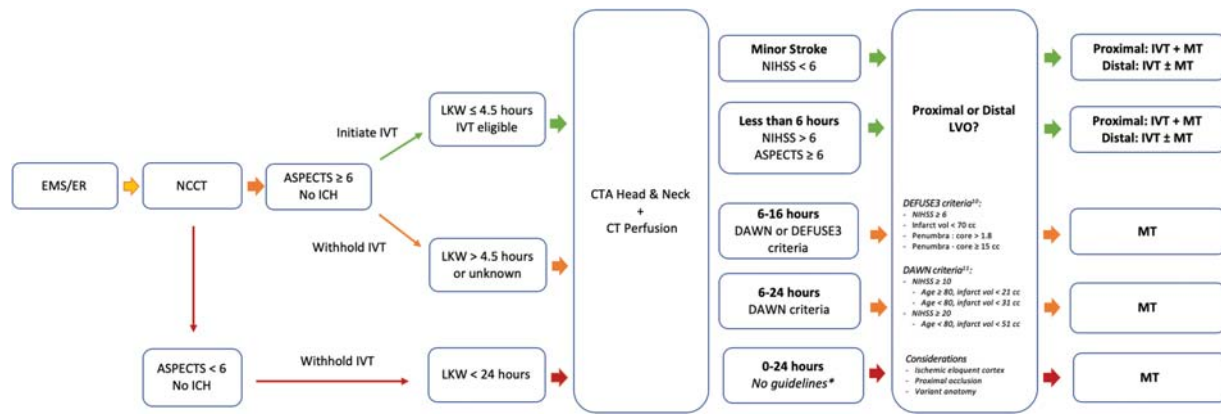 EMS/ER
NCCT
ASPECTS ≥ 6
No ICH
Initiate IVT
Withhold IVT
LKW ≤ 4.5 hours
IVT eligible
LKW > 4.5 hours
or unknown
ASPECTS < 6
No ICH
Withhold IVT
LKW < 24 hours
CTA Head & Neck
+
CT Perfusion
Minor Stroke
NIHSS < 6
Less than 6 hours
NIHSS > 6
ASPECTS ≥ 6
6-16 hours
DAWN or DEFUSE3
criteria
6-24 hours
DAWN criteria
0-24 hours
No guidelines*
Proximal or Distal
LVO?
DEFUSE3 criteria¹⁰:
- NIHSS ≥ 6
- Infarct vol < 70 cc
- Penumbra : core > 1.8
- Penumbra - core ≥ 15 cc
DAWN criteria¹¹:
- NIHSS ≥ 10
- Age ≥ 80, infarct vol < 21 cc
- Age < 80, infarct vol < 31 cc
- NIHSS ≥ 20
- Age < 80, infarct vol < 51 cc
Considerations
- Ischemic eloquent cortex
- Proximal occlusion
- Variant anatomy
Proximal: IVT + MT
Distal: IVT ± MT
Proximal: IVT + MT
Distal: IVT ± MT
MT
MT
MT